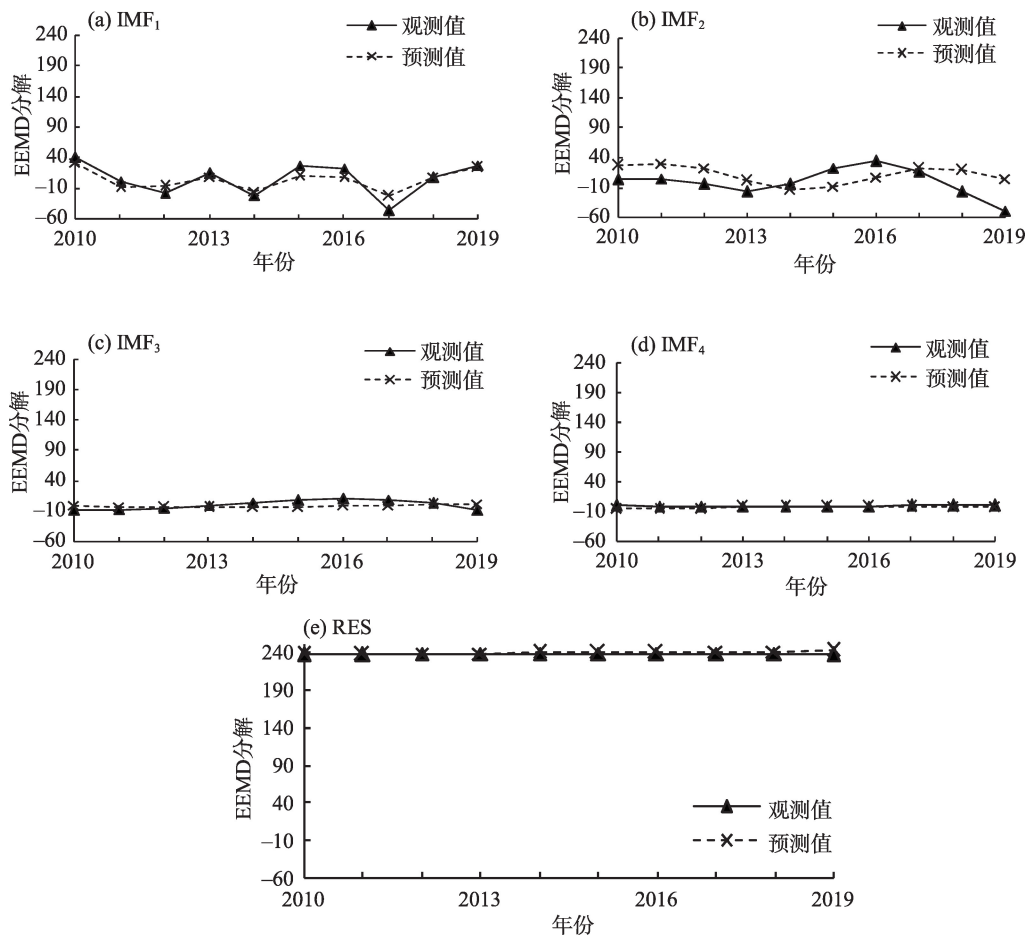 (a) IMF₁
观测值
预测值
EEMD分解
240
190
140
90
40
–10
–60
2010
2013
2016
2019
年份
(b) IMF₂
观测值
预测值
EEMD分解
240
190
140
90
40
–10
–60
2010
2013
2016
2019
年份
(c) IMF₃
观测值
预测值
EEMD分解
240
190
140
90
40
–10
–60
2010
2013
2016
2019
年份
(d) IMF₄
观测值
预测值
EEMD分解
240
190
140
90
40
–10
–60
2010
2013
2016
2019
年份
(e) RES
观测值
预测值
EEMD分解
240
190
140
90
40
–10
–60
2010
2013
2016
2019
年份